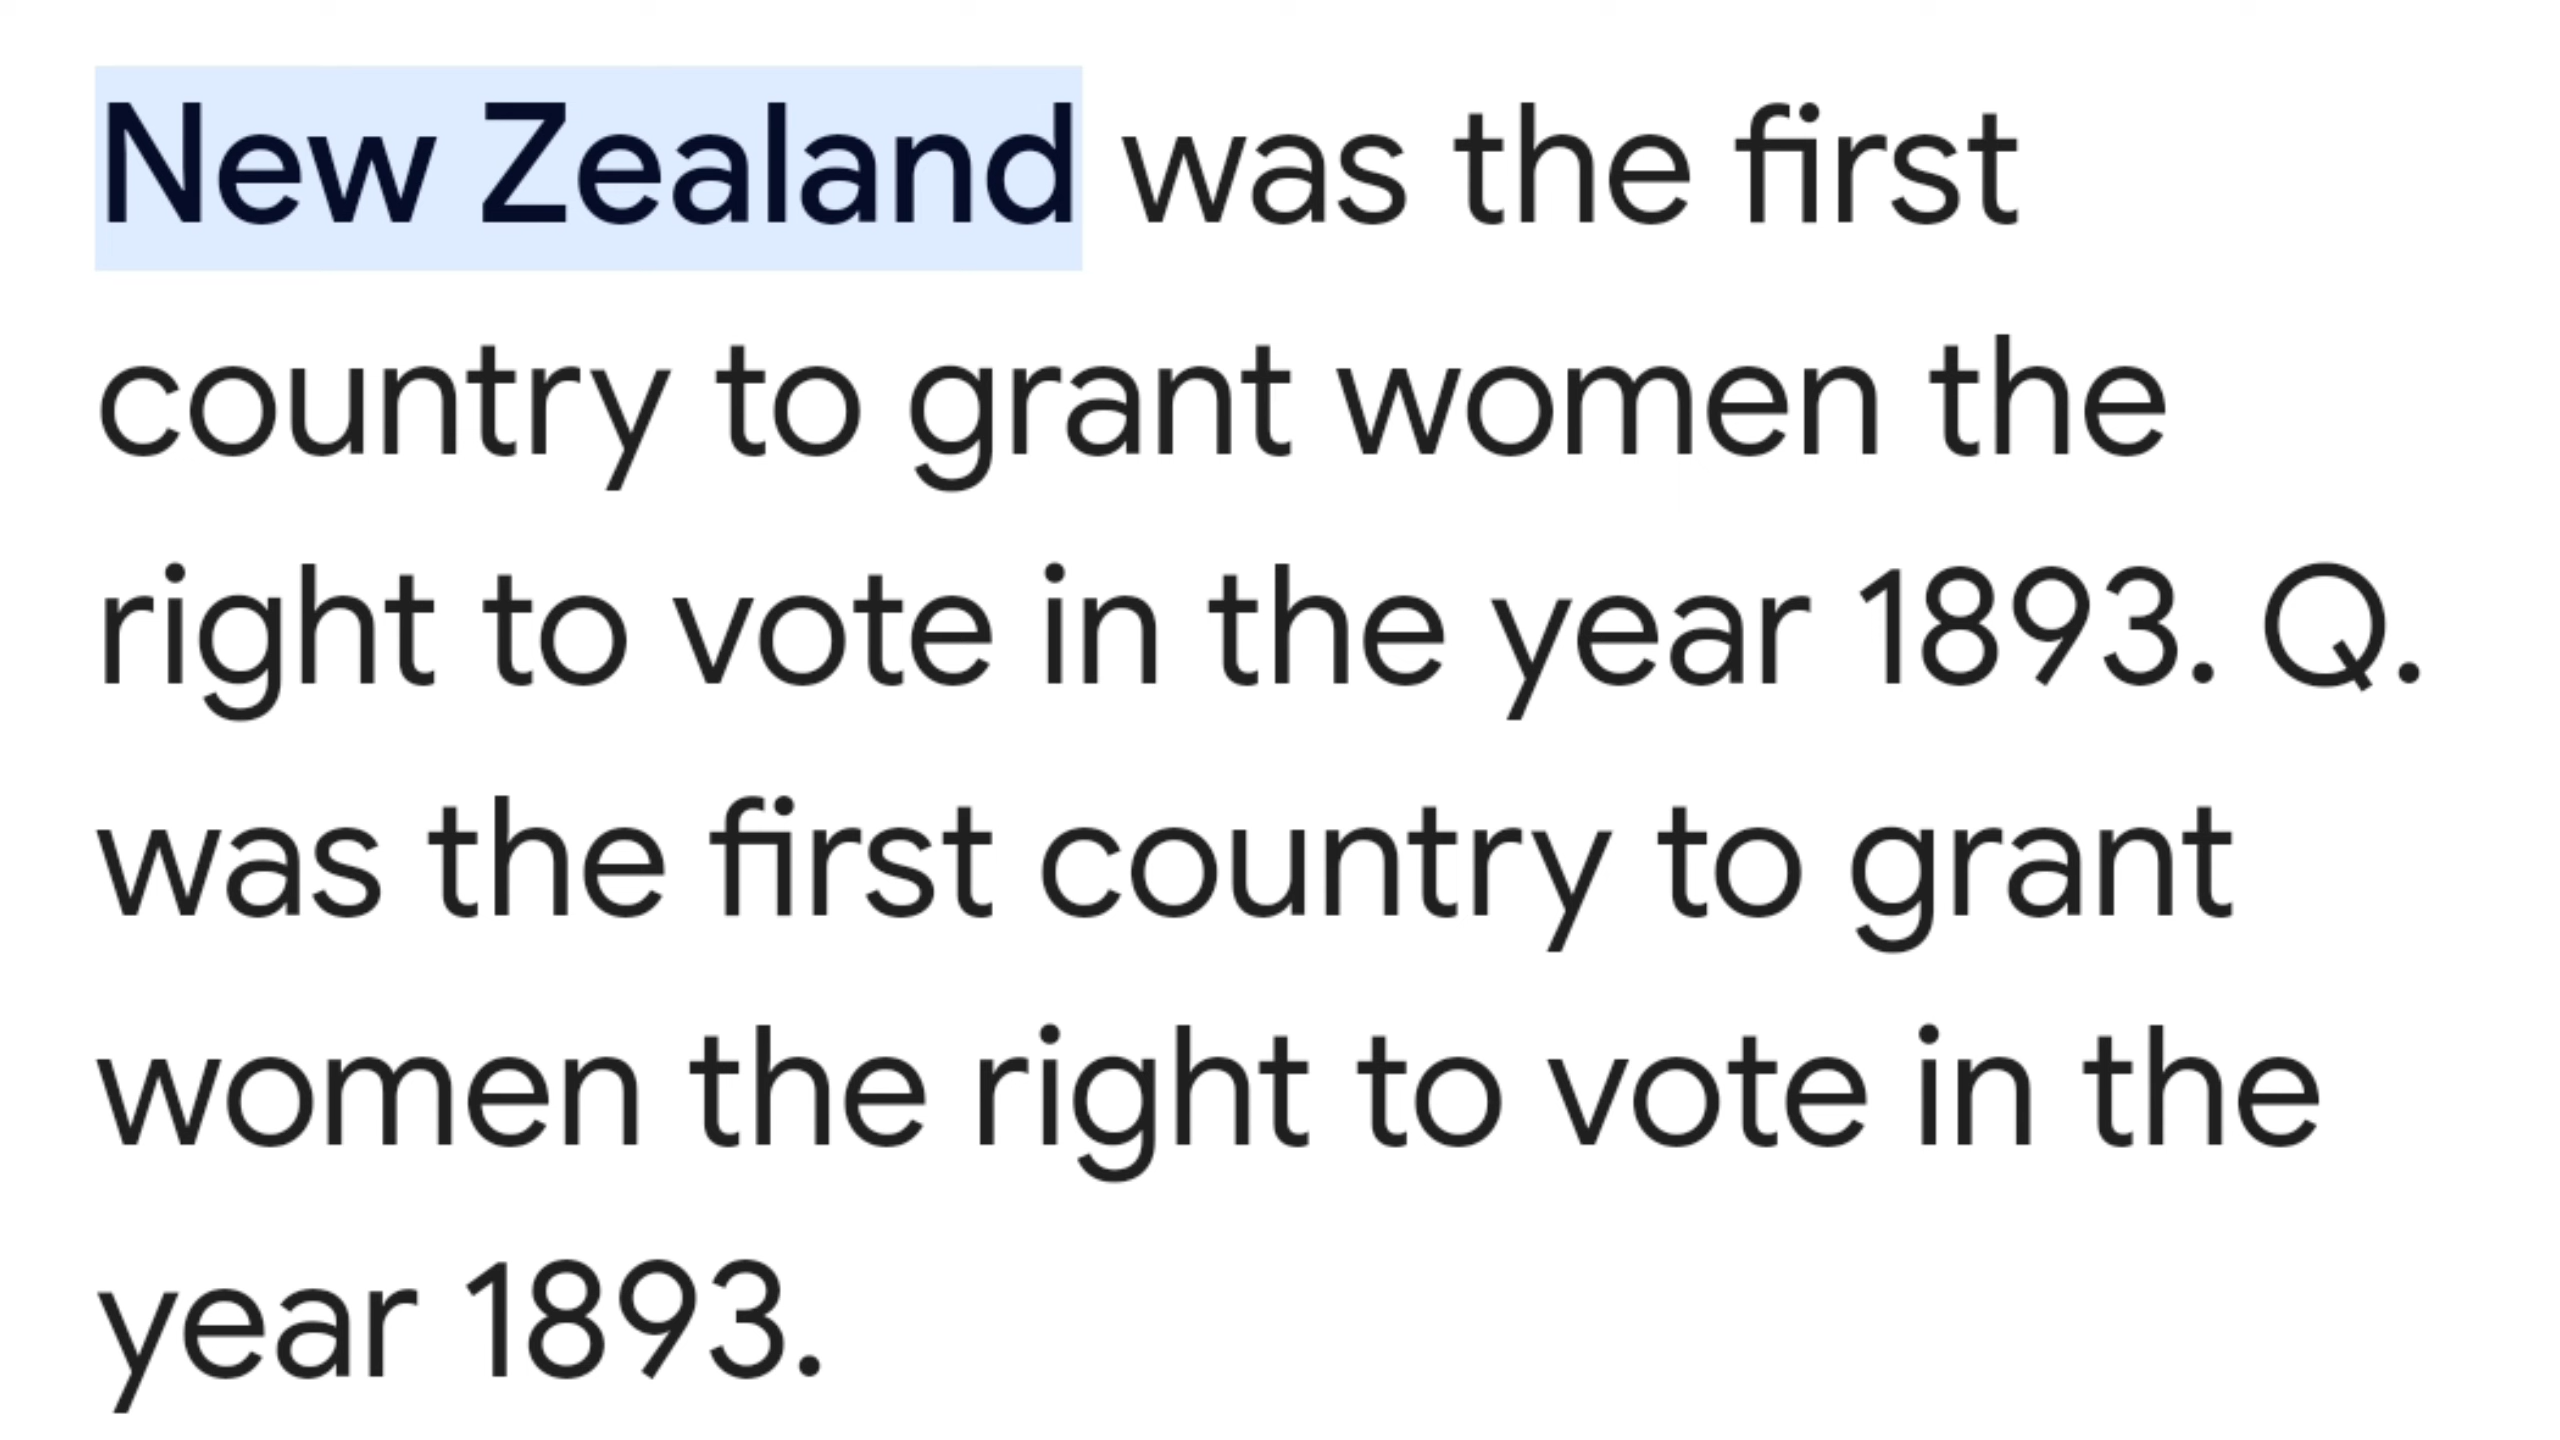 New Zealand was the first
country to grant women the
right to vote in the year 1893. Q.
was the first country to grant
women the right to vote in the
year 1893.